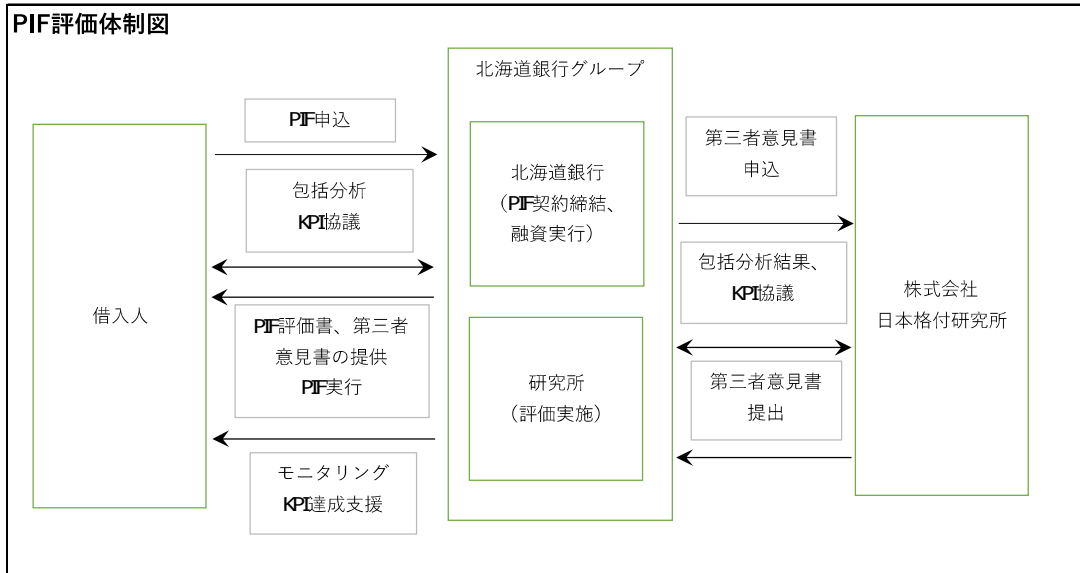 PIF評価体制図
北海道銀行グループ
PIF申込
包括分析
KPI協議
借入人
PIF評価書、第三者
意見書の提供
PIF実行
モニタリング
KPI達成支援
北海道銀行
（PIF契約締結、
融資実行）
研究所
（評価実施）
第三者意見書
申込
包括分析結果、
KPI協議
第三者意見書
提出
株式会社
日本格付研究所